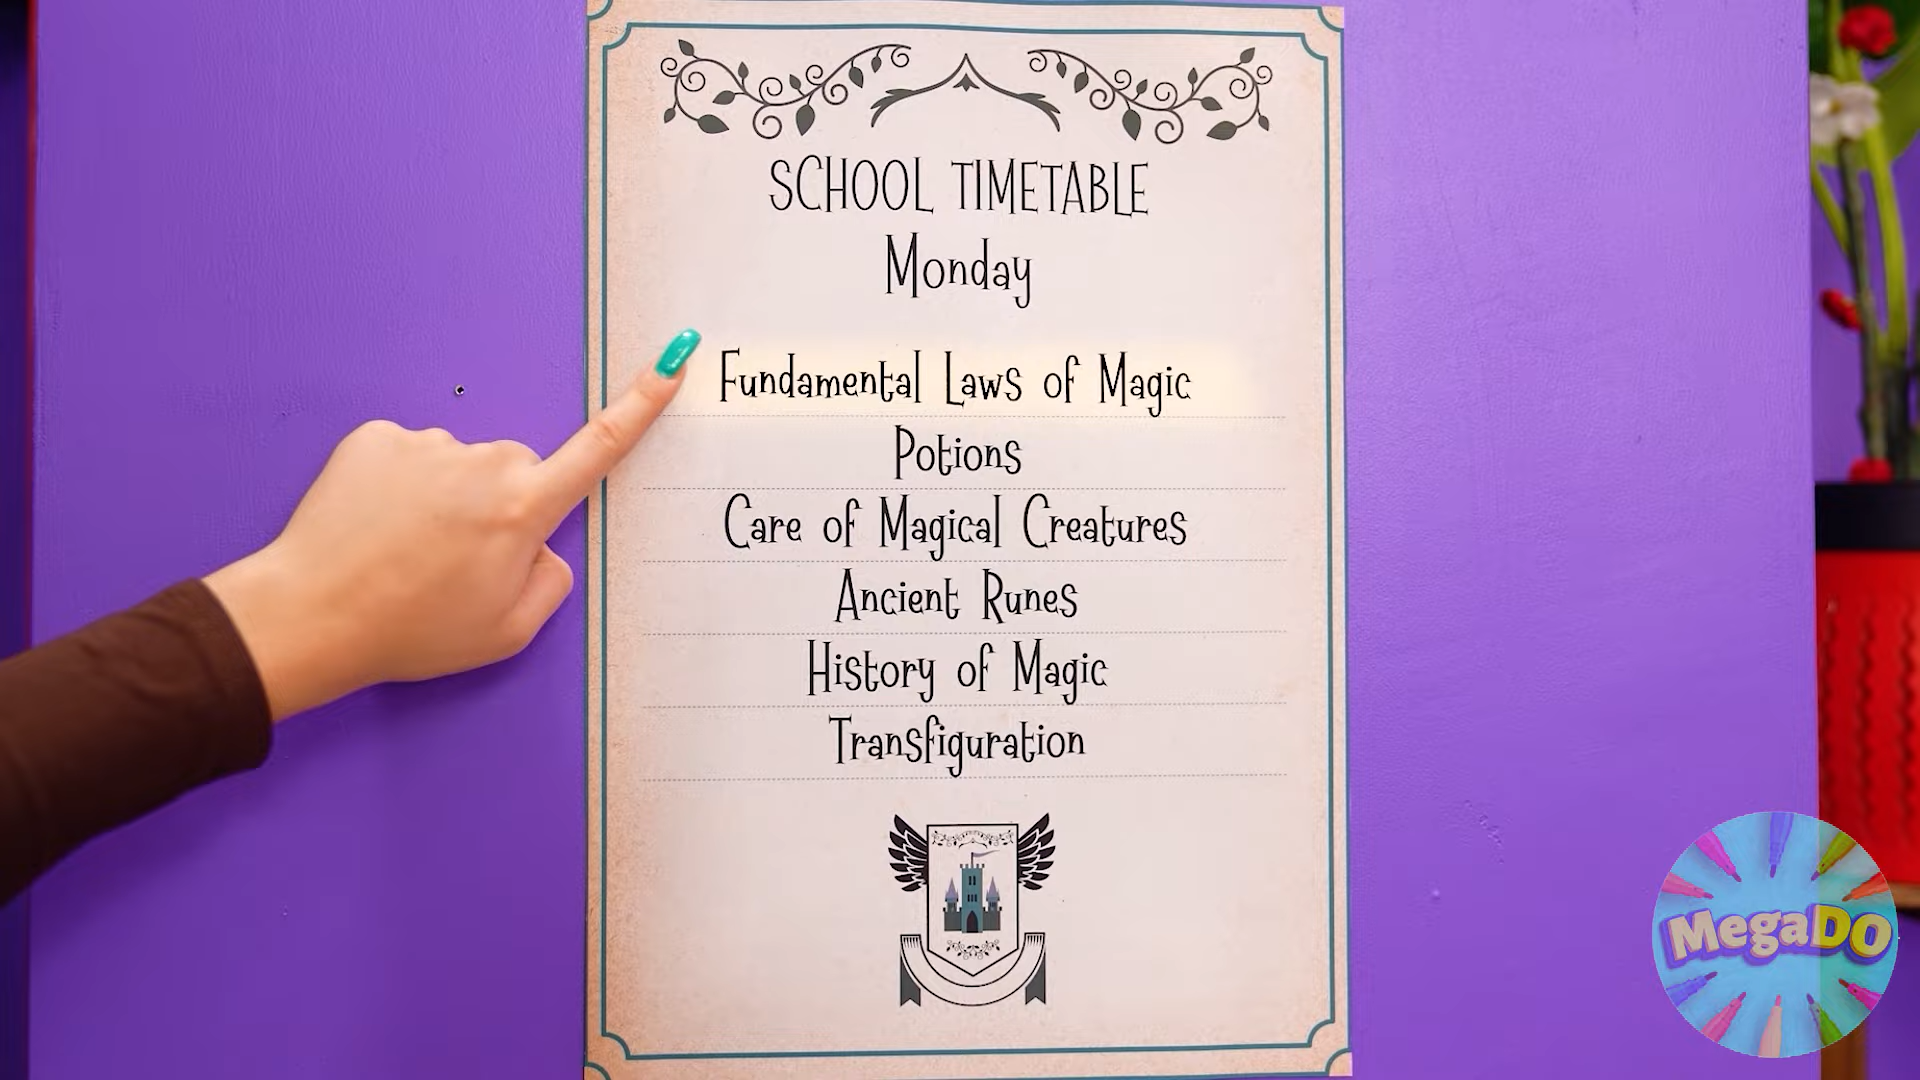 SCHOOL TIMETABLE
Monday
Fundamental Laws of Magic
Potions
Care of Magical Creatures
Ancient Runes
History of Magic
Transfiguration
MegaDO